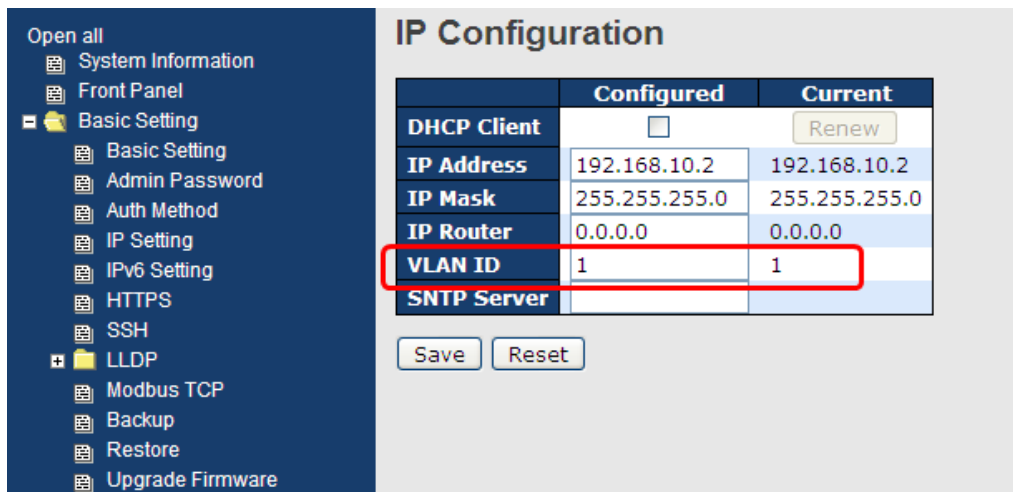 Open all
System Information
Front Panel
Basic Setting
Basic Setting
Admin Password
Auth Method
IP Setting
IPv6 Setting
HTTPS
SSH
LLDP
Modbus TCP
Backup
Restore
Upgrade Firmware
IP Configuration
Configured Current
DHCP Client Renew
IP Address 192.168.10.2 192.168.10.2
IP Mask 255.255.255.0 255.255.255.0
IP Router 0.0.0.0 0.0.0.0
VLAN ID 1 1
SNTP Server
Save Reset